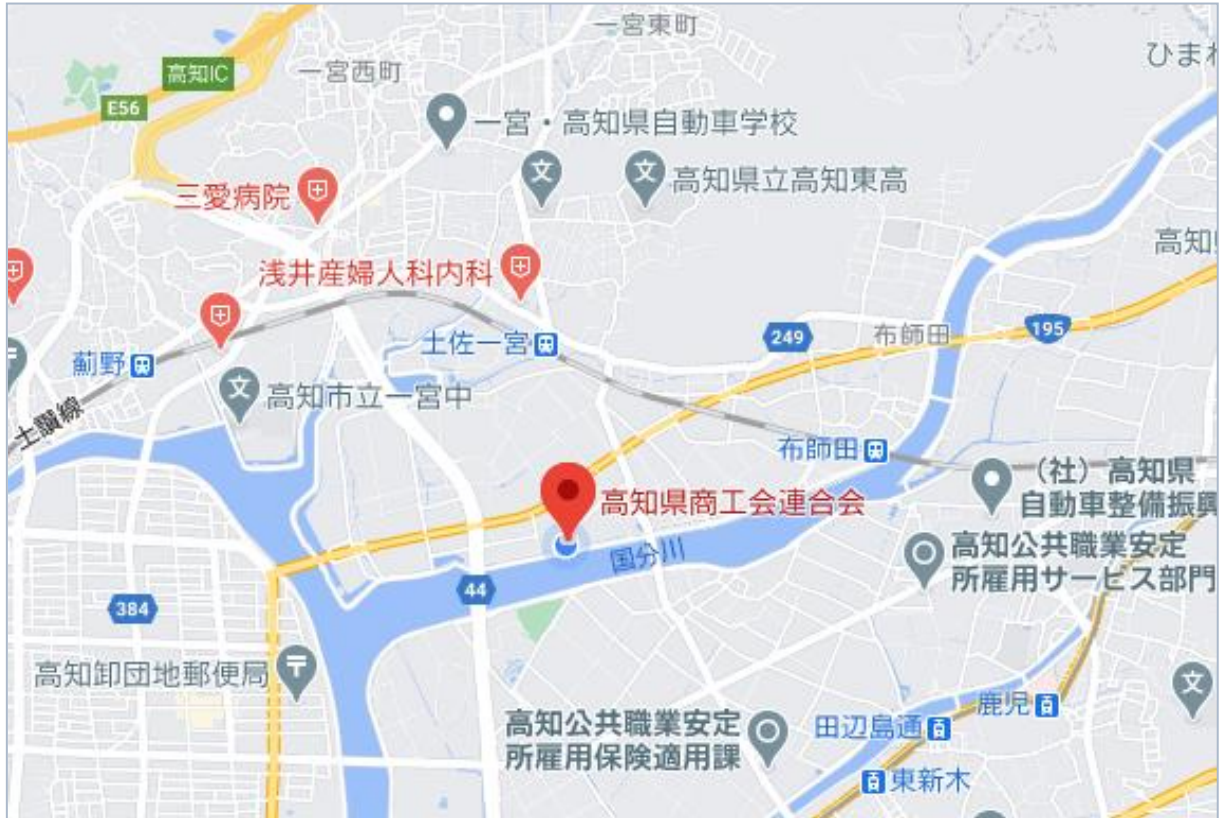 一宮東町
ひまわ
高知IC
一宮西町
E56
一宮・高知県自動車学校
文
文
高知県立高知東高
三愛病院
高知
浅井産婦人科内科
195
土佐一宮
249
布師田
薊野
文
高知市立一宮中
土讃線
布師田
（社）高知県
自動車整備振興
高知県商工会連合会
国分川
高知公共職業安定
所雇用サービス部門
44
384
高知卸団地郵便局
文
鹿児
高知公共職業安定
所雇用保険適用課
田辺島通
東新木